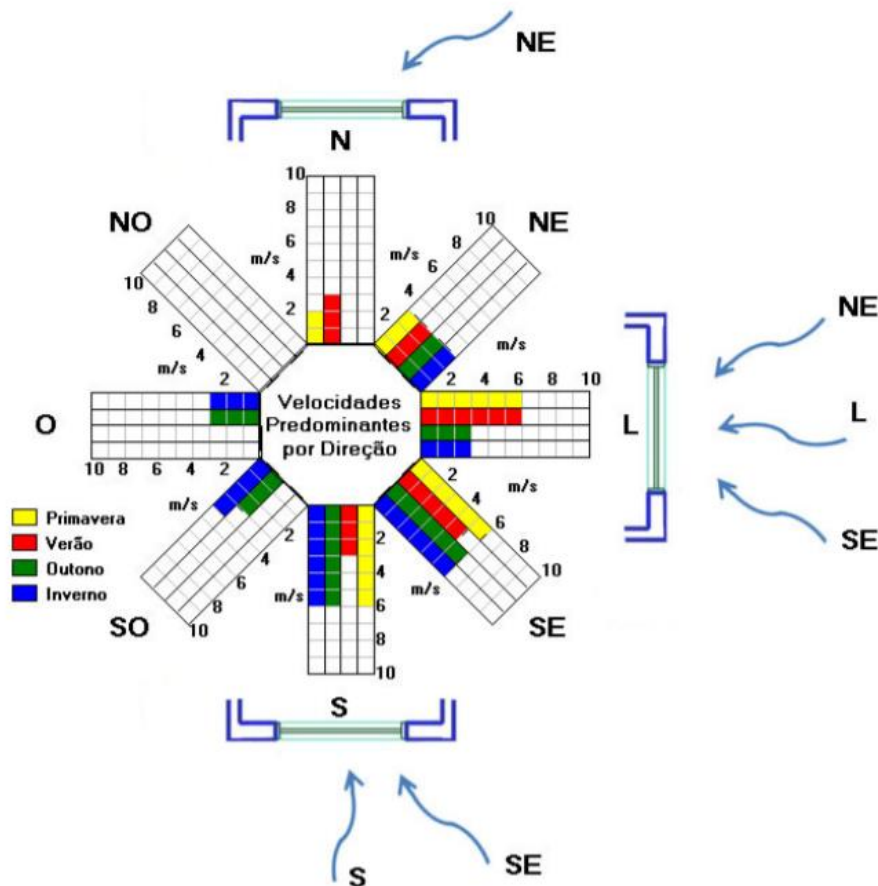 NE
N
10
8
6
4
2
m/s
NO
10
8
6
4
2
m/s
NE
10
8
6
4
2
m/s
m/s
NE
L
SE
O
10 8 6 4 2
m/s
Velocidades
Predominantes
por Direção
2 4 6 8 10
L
Primavera
Verão
Outono
Inverno
SO
2
4
6
8
10
m/s
2
4
6
8
10
m/s
2
4
6
8
10
m/s
SE
S
S
SE